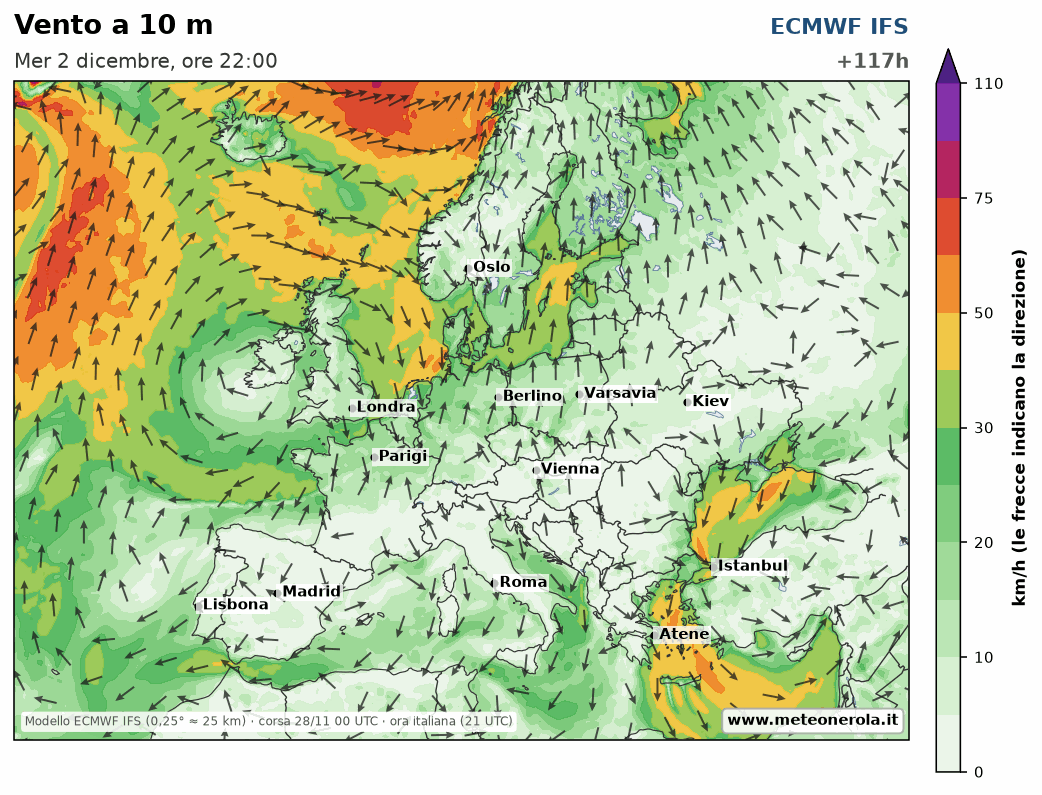 Vento a 10 m
ECMWF IFS
Mer 2 dicembre, ore 22:00
+117h
110
75
50
30
20
10
0
km/h (le frecce indicano la direzione)
Oslo
Londra
Berlino
Varsavia
Kiev
Parigi
Vienna
Istanbul
Roma
Madrid
Lisbona
Atene
Modello ECMWF IFS (0,25° ≈ 25 km) · corsa 28/11 00 UTC · ora italiana (21 UTC)
www.meteonerola.it